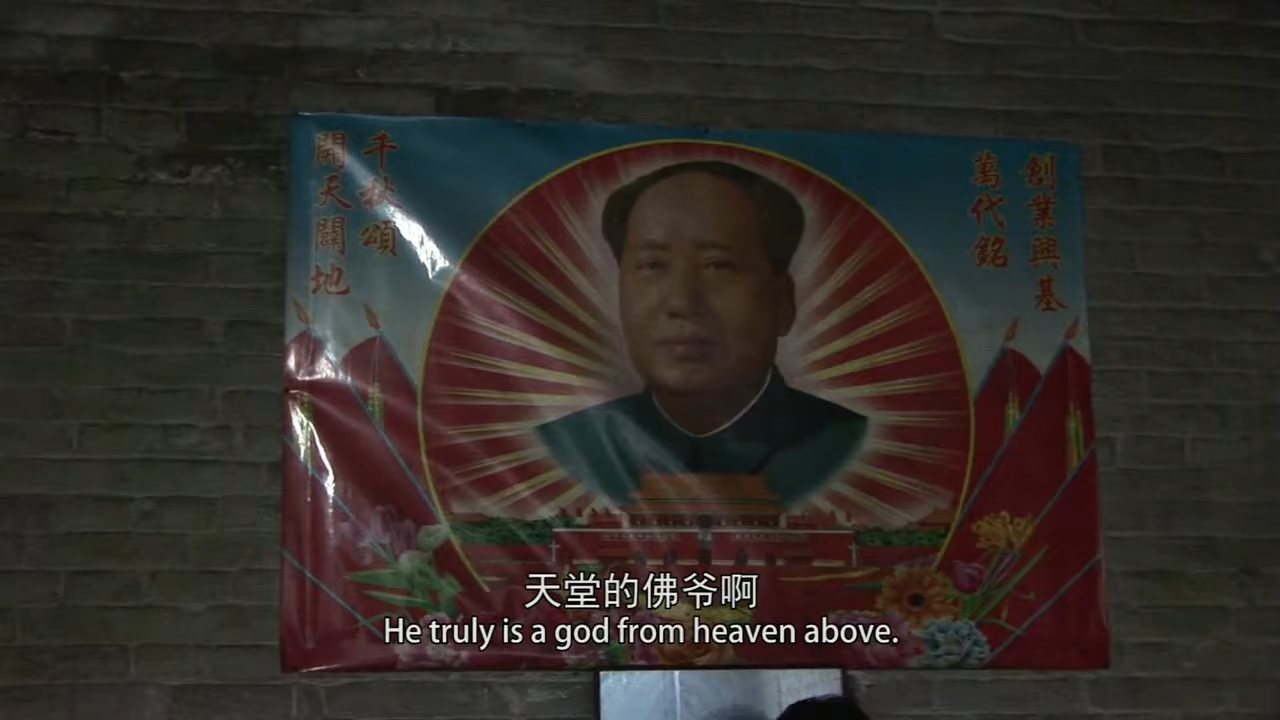 創業興基
萬代銘
千秋頌
開天闢地
天堂的佛爷啊
He truly is a god from heaven above.